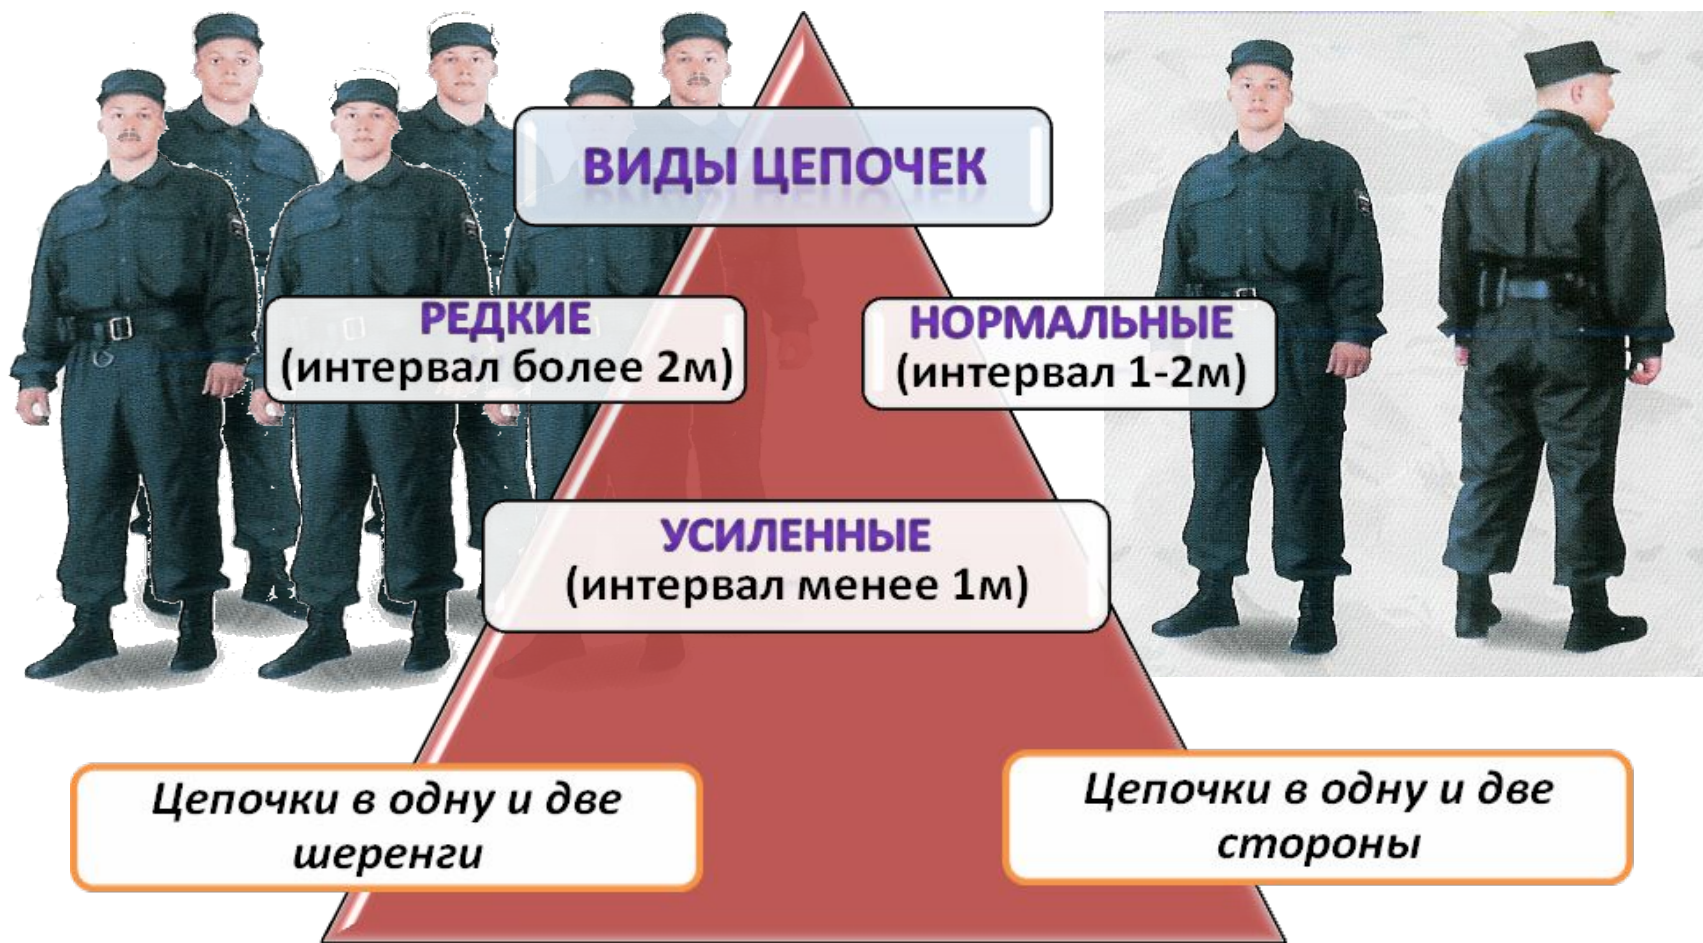 ВИДЫ ЦЕПОЧЕК
РЕДКИЕ
(интервал более 2м)
НОРМАЛЬНЫЕ
(интервал 1-2м)
УСИЛЕННЫЕ
(интервал менее 1м)
Цепочки в одну и две
шеренги
Цепочки в одну и две
стороны